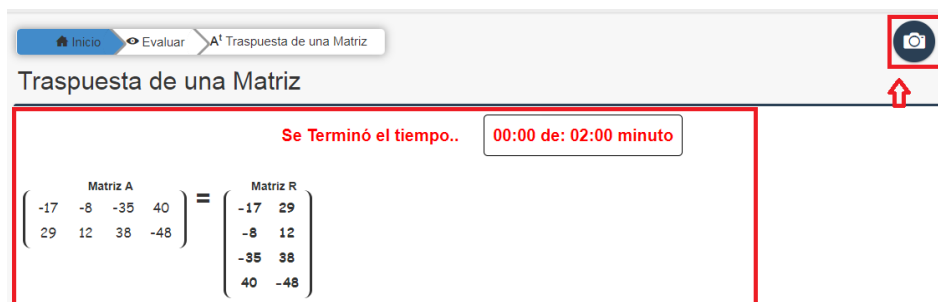 Inicio Evaluar Aᵗ Traspuesta de una Matriz
Traspuesta de una Matriz
Se Terminó el tiempo.. 00:00 de: 02:00 minuto
Matriz A Matriz R
-17 -8 -35 40 = -17 29
29 12 38 -48 -8 12
-35 38
40 -48